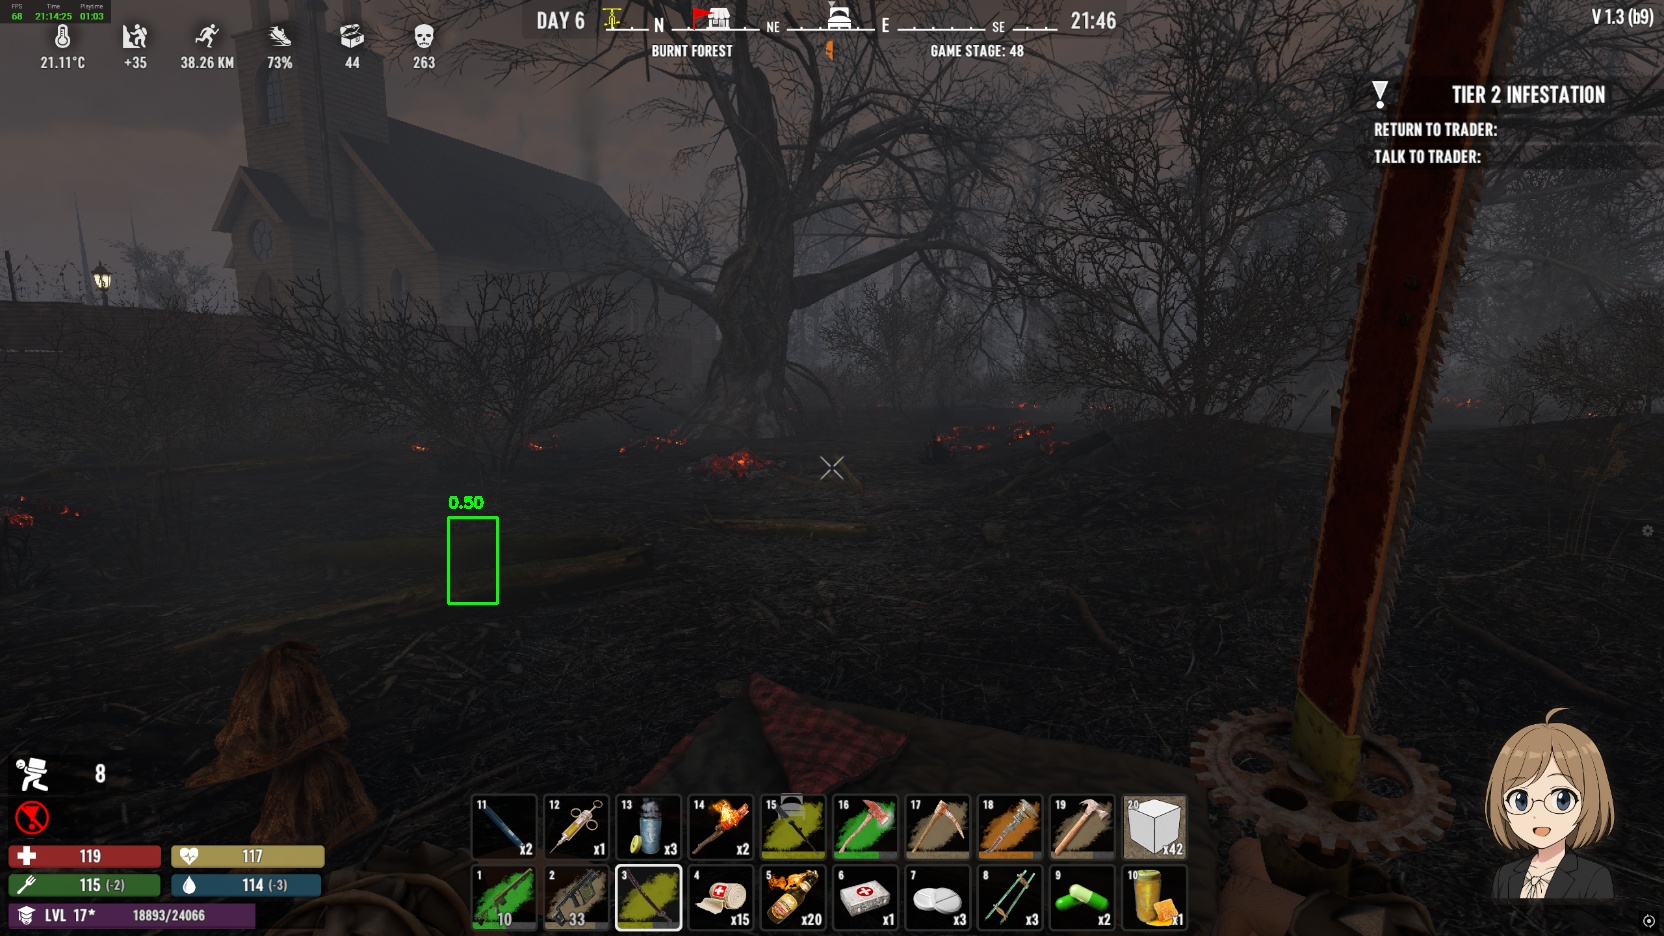 FPS Time Playtime
68 21:14:25 01:03
21.11°C +35 38.26 KM 73% 44 263
DAY 6 N NE E SE 21:46
BURNT FOREST GAME STAGE: 48
V 1.3 (b9)
TIER 2 INFESTATION
RETURN TO TRADER:
TALK TO TRADER:
0.50
8
119 117
115 (-2) 114 (-3)
LVL 17* 18893/24066
11 x2 12 x1 13 x3 14 x2 15 16 17 18 19 20 x42
1 10 2 33 3 4 x15 5 x20 6 x1 7 x3 8 x3 9 x2 10 x1